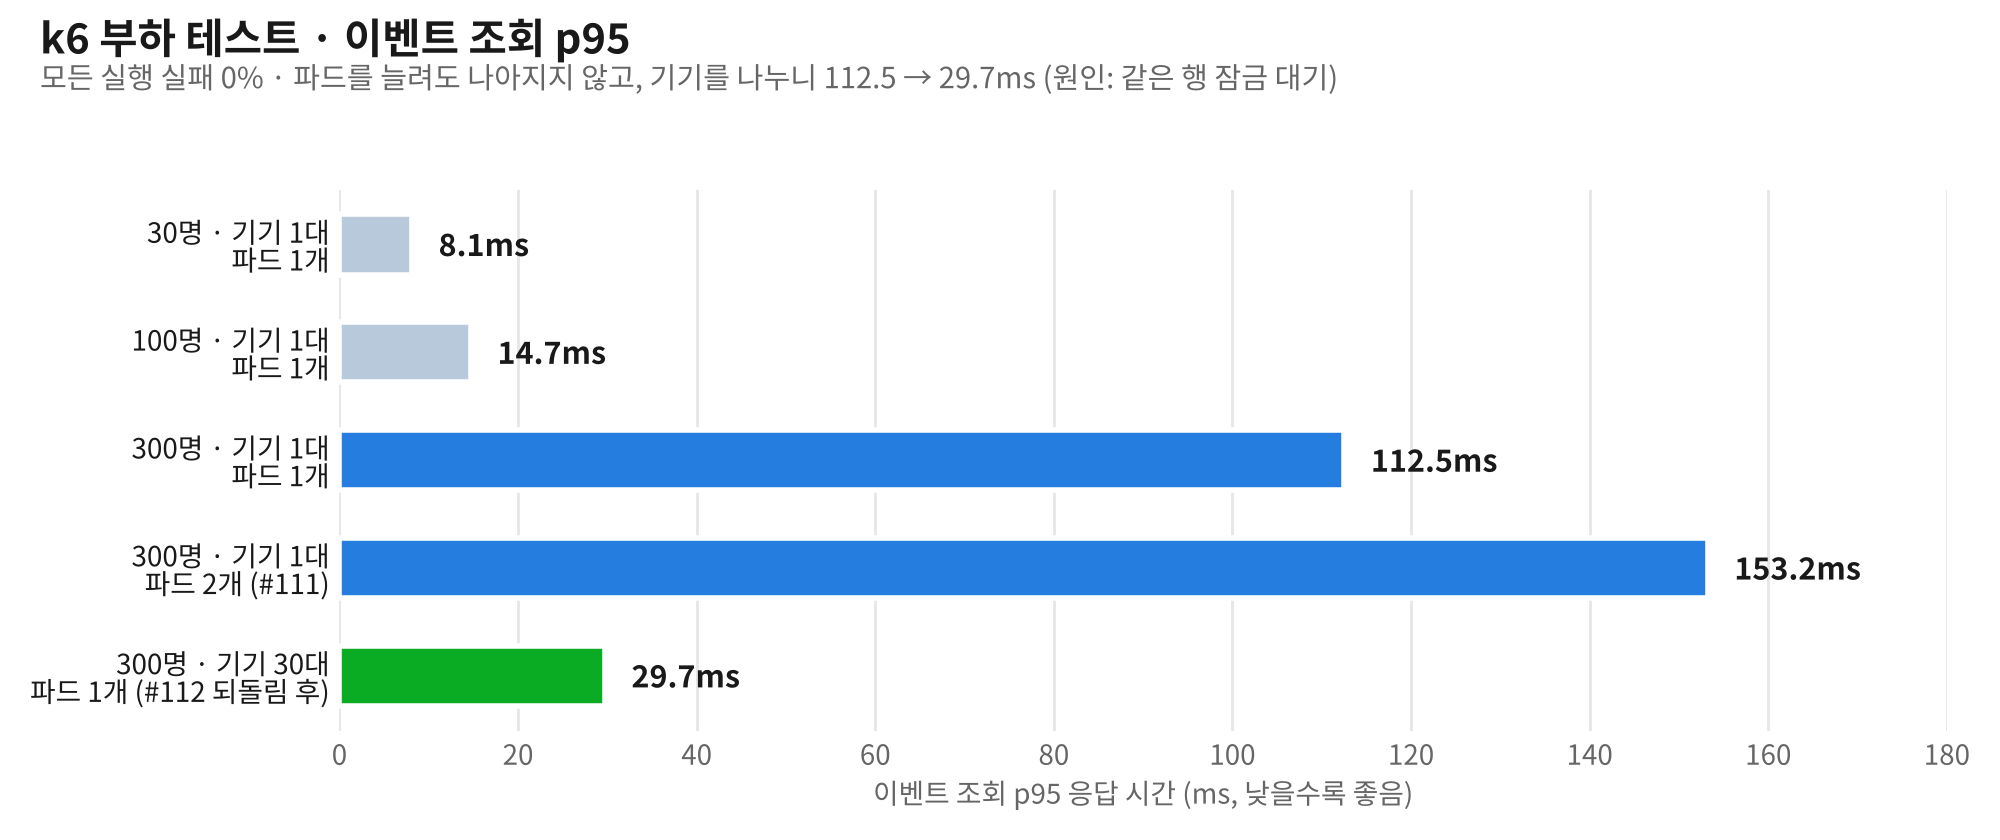 k6 부하 테스트 · 이벤트 조회 p95
모든 실행 실패 0% · 파드를 늘려도 나아지지 않고, 기기를 나누니 112.5 → 29.7ms (원인: 같은 행 잠금 대기)
30명 · 기기 1대
파드 1개
8.1ms
100명 · 기기 1대
파드 1개
14.7ms
300명 · 기기 1대
파드 1개
112.5ms
300명 · 기기 1대
파드 2개 (#111)
153.2ms
300명 · 기기 30대
파드 1개 (#112 되돌림 후)
29.7ms
0 20 40 60 80 100 120 140 160 180
이벤트 조회 p95 응답 시간 (ms, 낮을수록 좋음)